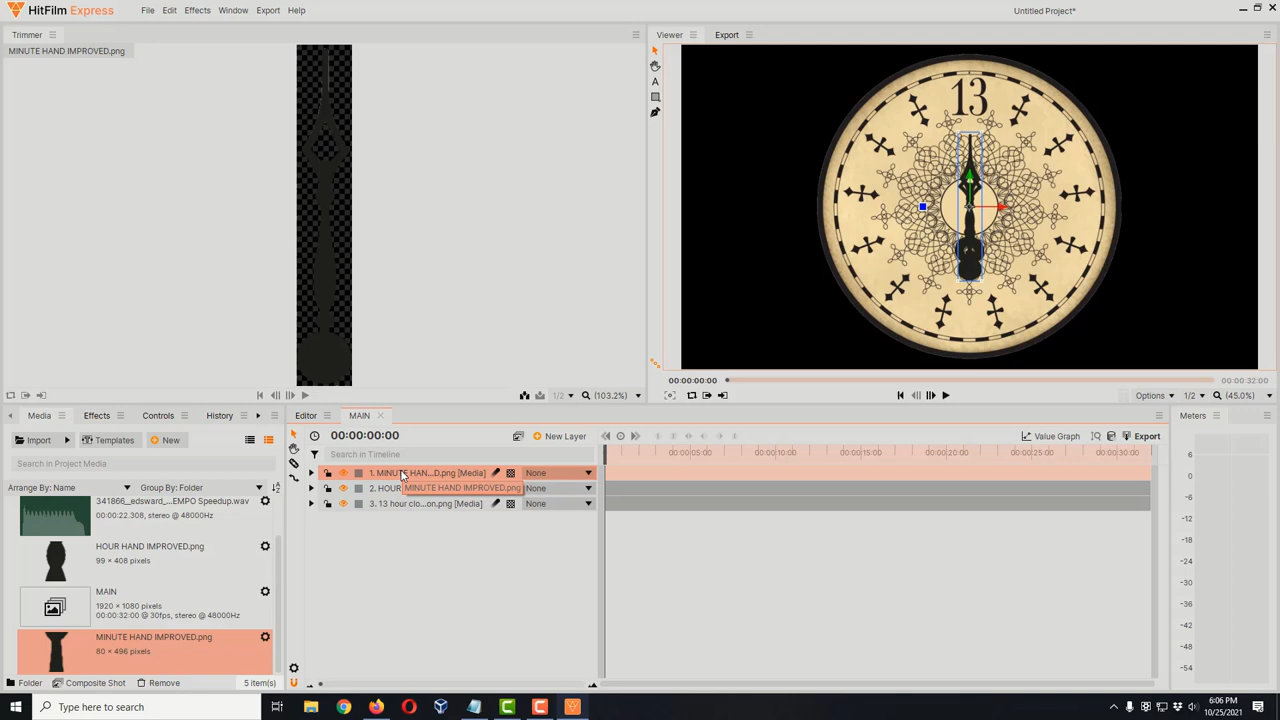 HitFilm Express
File Edit Effects Window Export Help
Untitled Project*
Trimmer
MINUTE HAND IMPROVED.png
1/2 (103.2%)
Viewer Export
A
13
00:00:00:00
00:00:32:00
Options 1/2 (45.0%)
Media Effects Controls History
Import Templates New
Search in Project Media
Arrange By: Name Group By: Folder
341866__edsward_...EMPO Speedup.wav
00:00:22.308, stereo @ 48000Hz
HOUR HAND IMPROVED.png
99 × 408 pixels
MAIN
1920 × 1080 pixels
00:00:32:00 @ 30fps, stereo @ 48000Hz
MINUTE HAND IMPROVED.png
80 × 496 pixels
Folder Composite Shot Remove 5 item(s)
Editor MAIN
00:00:00:00 New Layer
Value Graph Export
Search in Timeline
00:00:05:00 00:00:10:00 00:00:15:00 00:00:20:00 00:00:25:00 00:00:30:00
1. MINUTE HAN...D.png [Media] None
2. HOUR None
MINUTE HAND IMPROVED.png
3. 13 hour clo...on.png [Media] None
Meters
6
0
-6
-12
-18
-24
-30
-36
-42
-48
-54
Type here to search
6:06 PM
10/25/2021